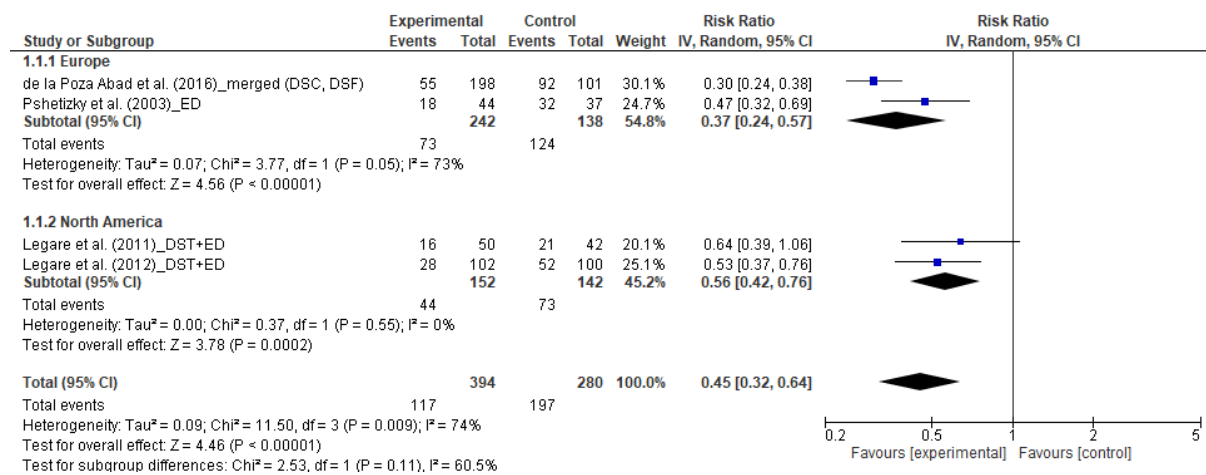 Experimental Control Risk Ratio Risk Ratio
Study or Subgroup Events Total Events Total Weight IV, Random, 95% CI IV, Random, 95% CI
1.1.1 Europe
de la Poza Abad et al. (2016)_merged (DSC, DSF) 55 198 92 101 30.1% 0.30 [0.24, 0.38]
Pshetizky et al. (2003)_ED 18 44 32 37 24.7% 0.47 [0.32, 0.69]
Subtotal (95% CI) 242 138 54.8% 0.37 [0.24, 0.57]
Total events 73 124
Heterogeneity: Tau² = 0.07; Chi² = 3.77, df = 1 (P = 0.05); I² = 73%
Test for overall effect: Z = 4.56 (P < 0.00001)
1.1.2 North America
Legare et al. (2011)_DST+ED 16 50 21 42 20.1% 0.64 [0.39, 1.06]
Legare et al. (2012)_DST+ED 28 102 52 100 25.1% 0.53 [0.37, 0.76]
Subtotal (95% CI) 152 142 45.2% 0.56 [0.42, 0.76]
Total events 44 73
Heterogeneity: Tau² = 0.00; Chi² = 0.37, df = 1 (P = 0.55); I² = 0%
Test for overall effect: Z = 3.78 (P = 0.0002)
Total (95% CI) 394 280 100.0% 0.45 [0.32, 0.64]
Total events 117 197
Heterogeneity: Tau² = 0.09; Chi² = 11.50, df = 3 (P = 0.009); I² = 74%
Test for overall effect: Z = 4.46 (P < 0.00001)
Test for subgroup differences: Chi² = 2.53, df = 1 (P = 0.11), I² = 60.5%
0.2 0.5 1 2 5
Favours [experimental] Favours [control]